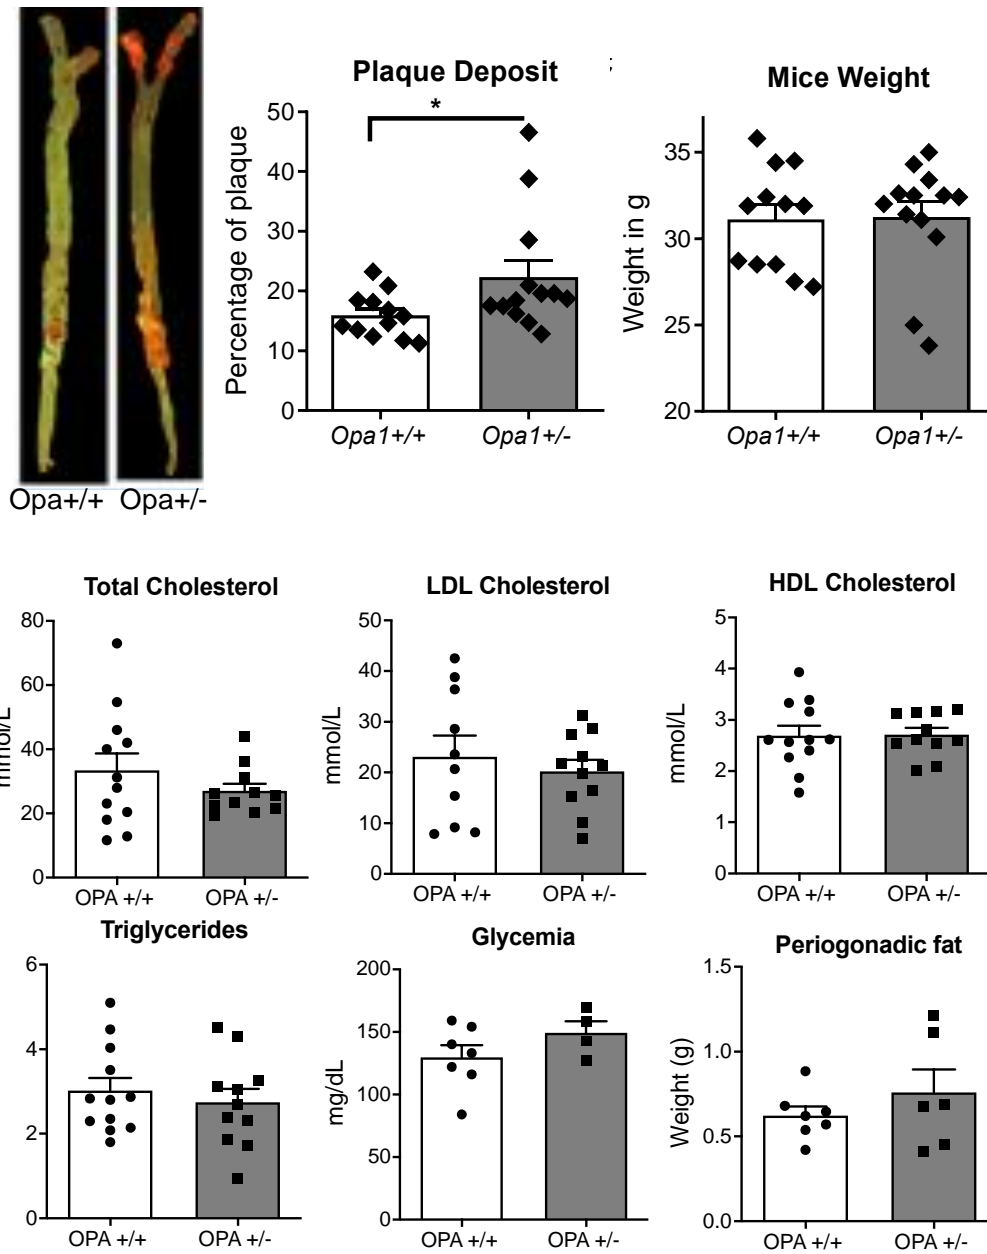 Plaque Deposit
*
Percentage of plaque
50
40
30
20
10
0
Opa1+/+ Opa1+/-
;
Mice Weight
Weight in g
35
30
25
20
Opa1+/+ Opa1+/-
Opa+/+ Opa+/-
Total Cholesterol
mmol/L
80
60
40
20
0
OPA +/+ OPA +/-
LDL Cholesterol
mmol/L
50
40
30
20
10
0
OPA +/+ OPA +/-
HDL Cholesterol
mmol/L
5
4
3
2
1
0
OPA +/+ OPA +/-
Triglycerides
6
4
2
0
OPA +/+ OPA +/-
Glycemia
mg/dL
200
150
100
50
0
OPA +/+ OPA +/-
Periogonadic fat
Weight (g)
1.5
1.0
0.5
0.0
OPA +/+ OPA +/-